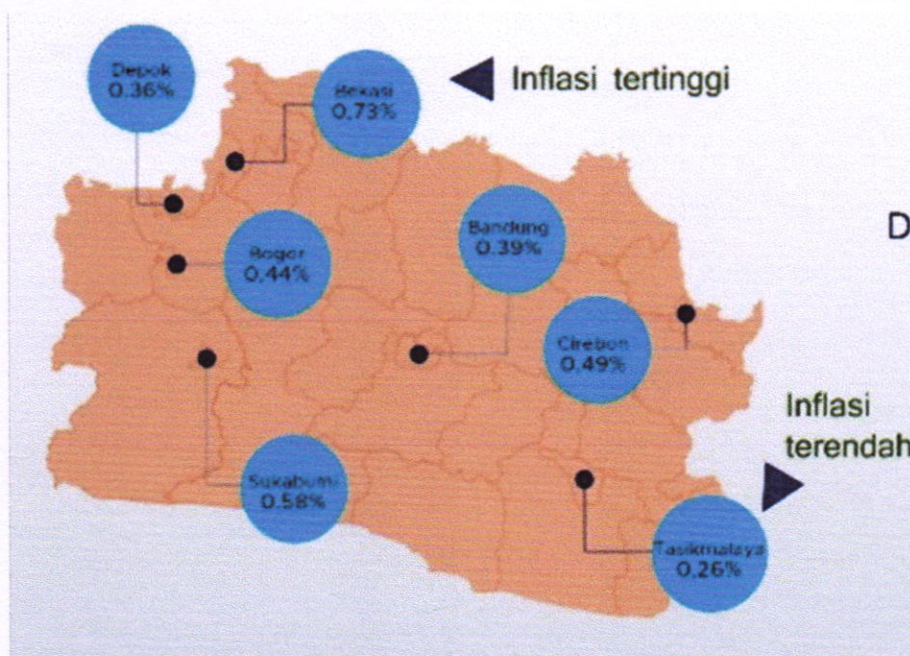 Depok
0.36%
Bekasi
0.73%
Inflasi tertinggi
Bandung
0.39%
D
Bogor
0.44%
Cirebon
0.49%
Inflasi
terendah
Sukabumi
0.58%
Tasikmalaya
0.26%